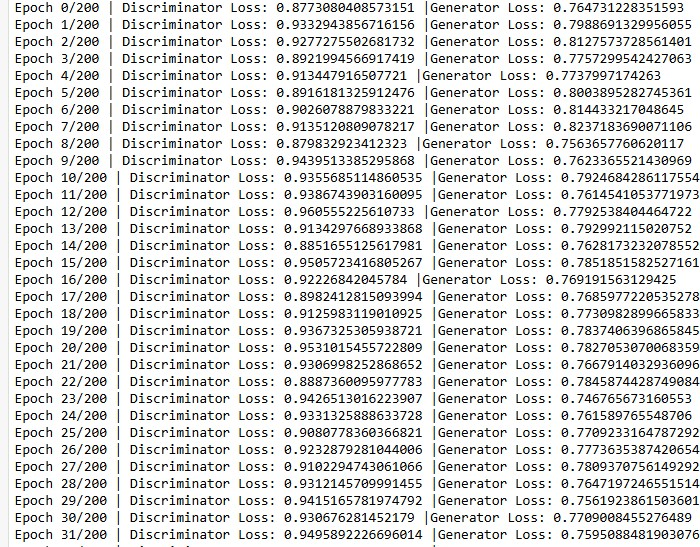 Epoch 0/200 | Discriminator Loss: 0.8773080408573151 |Generator Loss: 0.764731228351593
Epoch 1/200 | Discriminator Loss: 0.9332943856716156 |Generator Loss: 0.7988691329956055
Epoch 2/200 | Discriminator Loss: 0.9277275502681732 |Generator Loss: 0.8127573728561401
Epoch 3/200 | Discriminator Loss: 0.8921994566917419 |Generator Loss: 0.7757299542427063
Epoch 4/200 | Discriminator Loss: 0.913447916507721 |Generator Loss: 0.7737997174263
Epoch 5/200 | Discriminator Loss: 0.8916181325912476 |Generator Loss: 0.8003895282745361
Epoch 6/200 | Discriminator Loss: 0.9026078879833221 |Generator Loss: 0.814433217048645
Epoch 7/200 | Discriminator Loss: 0.9135120809078217 |Generator Loss: 0.8237183690071106
Epoch 8/200 | Discriminator Loss: 0.879832923412323 |Generator Loss: 0.7563657760620117
Epoch 9/200 | Discriminator Loss: 0.9439513385295868 |Generator Loss: 0.7623365521430969
Epoch 10/200 | Discriminator Loss: 0.9355685114860535 |Generator Loss: 0.7924684286117554
Epoch 11/200 | Discriminator Loss: 0.9386743903160095 |Generator Loss: 0.7614541053771973
Epoch 12/200 | Discriminator Loss: 0.960555225610733 |Generator Loss: 0.7792538404464722
Epoch 13/200 | Discriminator Loss: 0.9134297668933868 |Generator Loss: 0.792992115020752
Epoch 14/200 | Discriminator Loss: 0.8851655125617981 |Generator Loss: 0.7628173232078552
Epoch 15/200 | Discriminator Loss: 0.9505723416805267 |Generator Loss: 0.7851851582527161
Epoch 16/200 | Discriminator Loss: 0.92226842045784 |Generator Loss: 0.769191563129425
Epoch 17/200 | Discriminator Loss: 0.8982412815093994 |Generator Loss: 0.7685977220535278
Epoch 18/200 | Discriminator Loss: 0.9125983119010925 |Generator Loss: 0.7730982899665833
Epoch 19/200 | Discriminator Loss: 0.9367325305938721 |Generator Loss: 0.7837406396865845
Epoch 20/200 | Discriminator Loss: 0.9531015455722809 |Generator Loss: 0.7827053070068359
Epoch 21/200 | Discriminator Loss: 0.9306998252868652 |Generator Loss: 0.7667914032936096
Epoch 22/200 | Discriminator Loss: 0.8887360095977783 |Generator Loss: 0.7845874428749084
Epoch 23/200 | Discriminator Loss: 0.9426513016223907 |Generator Loss: 0.746765673160553
Epoch 24/200 | Discriminator Loss: 0.9331325888633728 |Generator Loss: 0.761589765548706
Epoch 25/200 | Discriminator Loss: 0.9080778360366821 |Generator Loss: 0.7709233164787292
Epoch 26/200 | Discriminator Loss: 0.9232879281044006 |Generator Loss: 0.7773635387420654
Epoch 27/200 | Discriminator Loss: 0.9102294743061066 |Generator Loss: 0.7809370756149292
Epoch 28/200 | Discriminator Loss: 0.9312145709991455 |Generator Loss: 0.7647197246551514
Epoch 29/200 | Discriminator Loss: 0.9415165781974792 |Generator Loss: 0.7561923861503601
Epoch 30/200 | Discriminator Loss: 0.930676281452179 |Generator Loss: 0.7709008455276489
Epoch 31/200 | Discriminator Loss: 0.9495892226696014 |Generator Loss: 0.7595088481903076